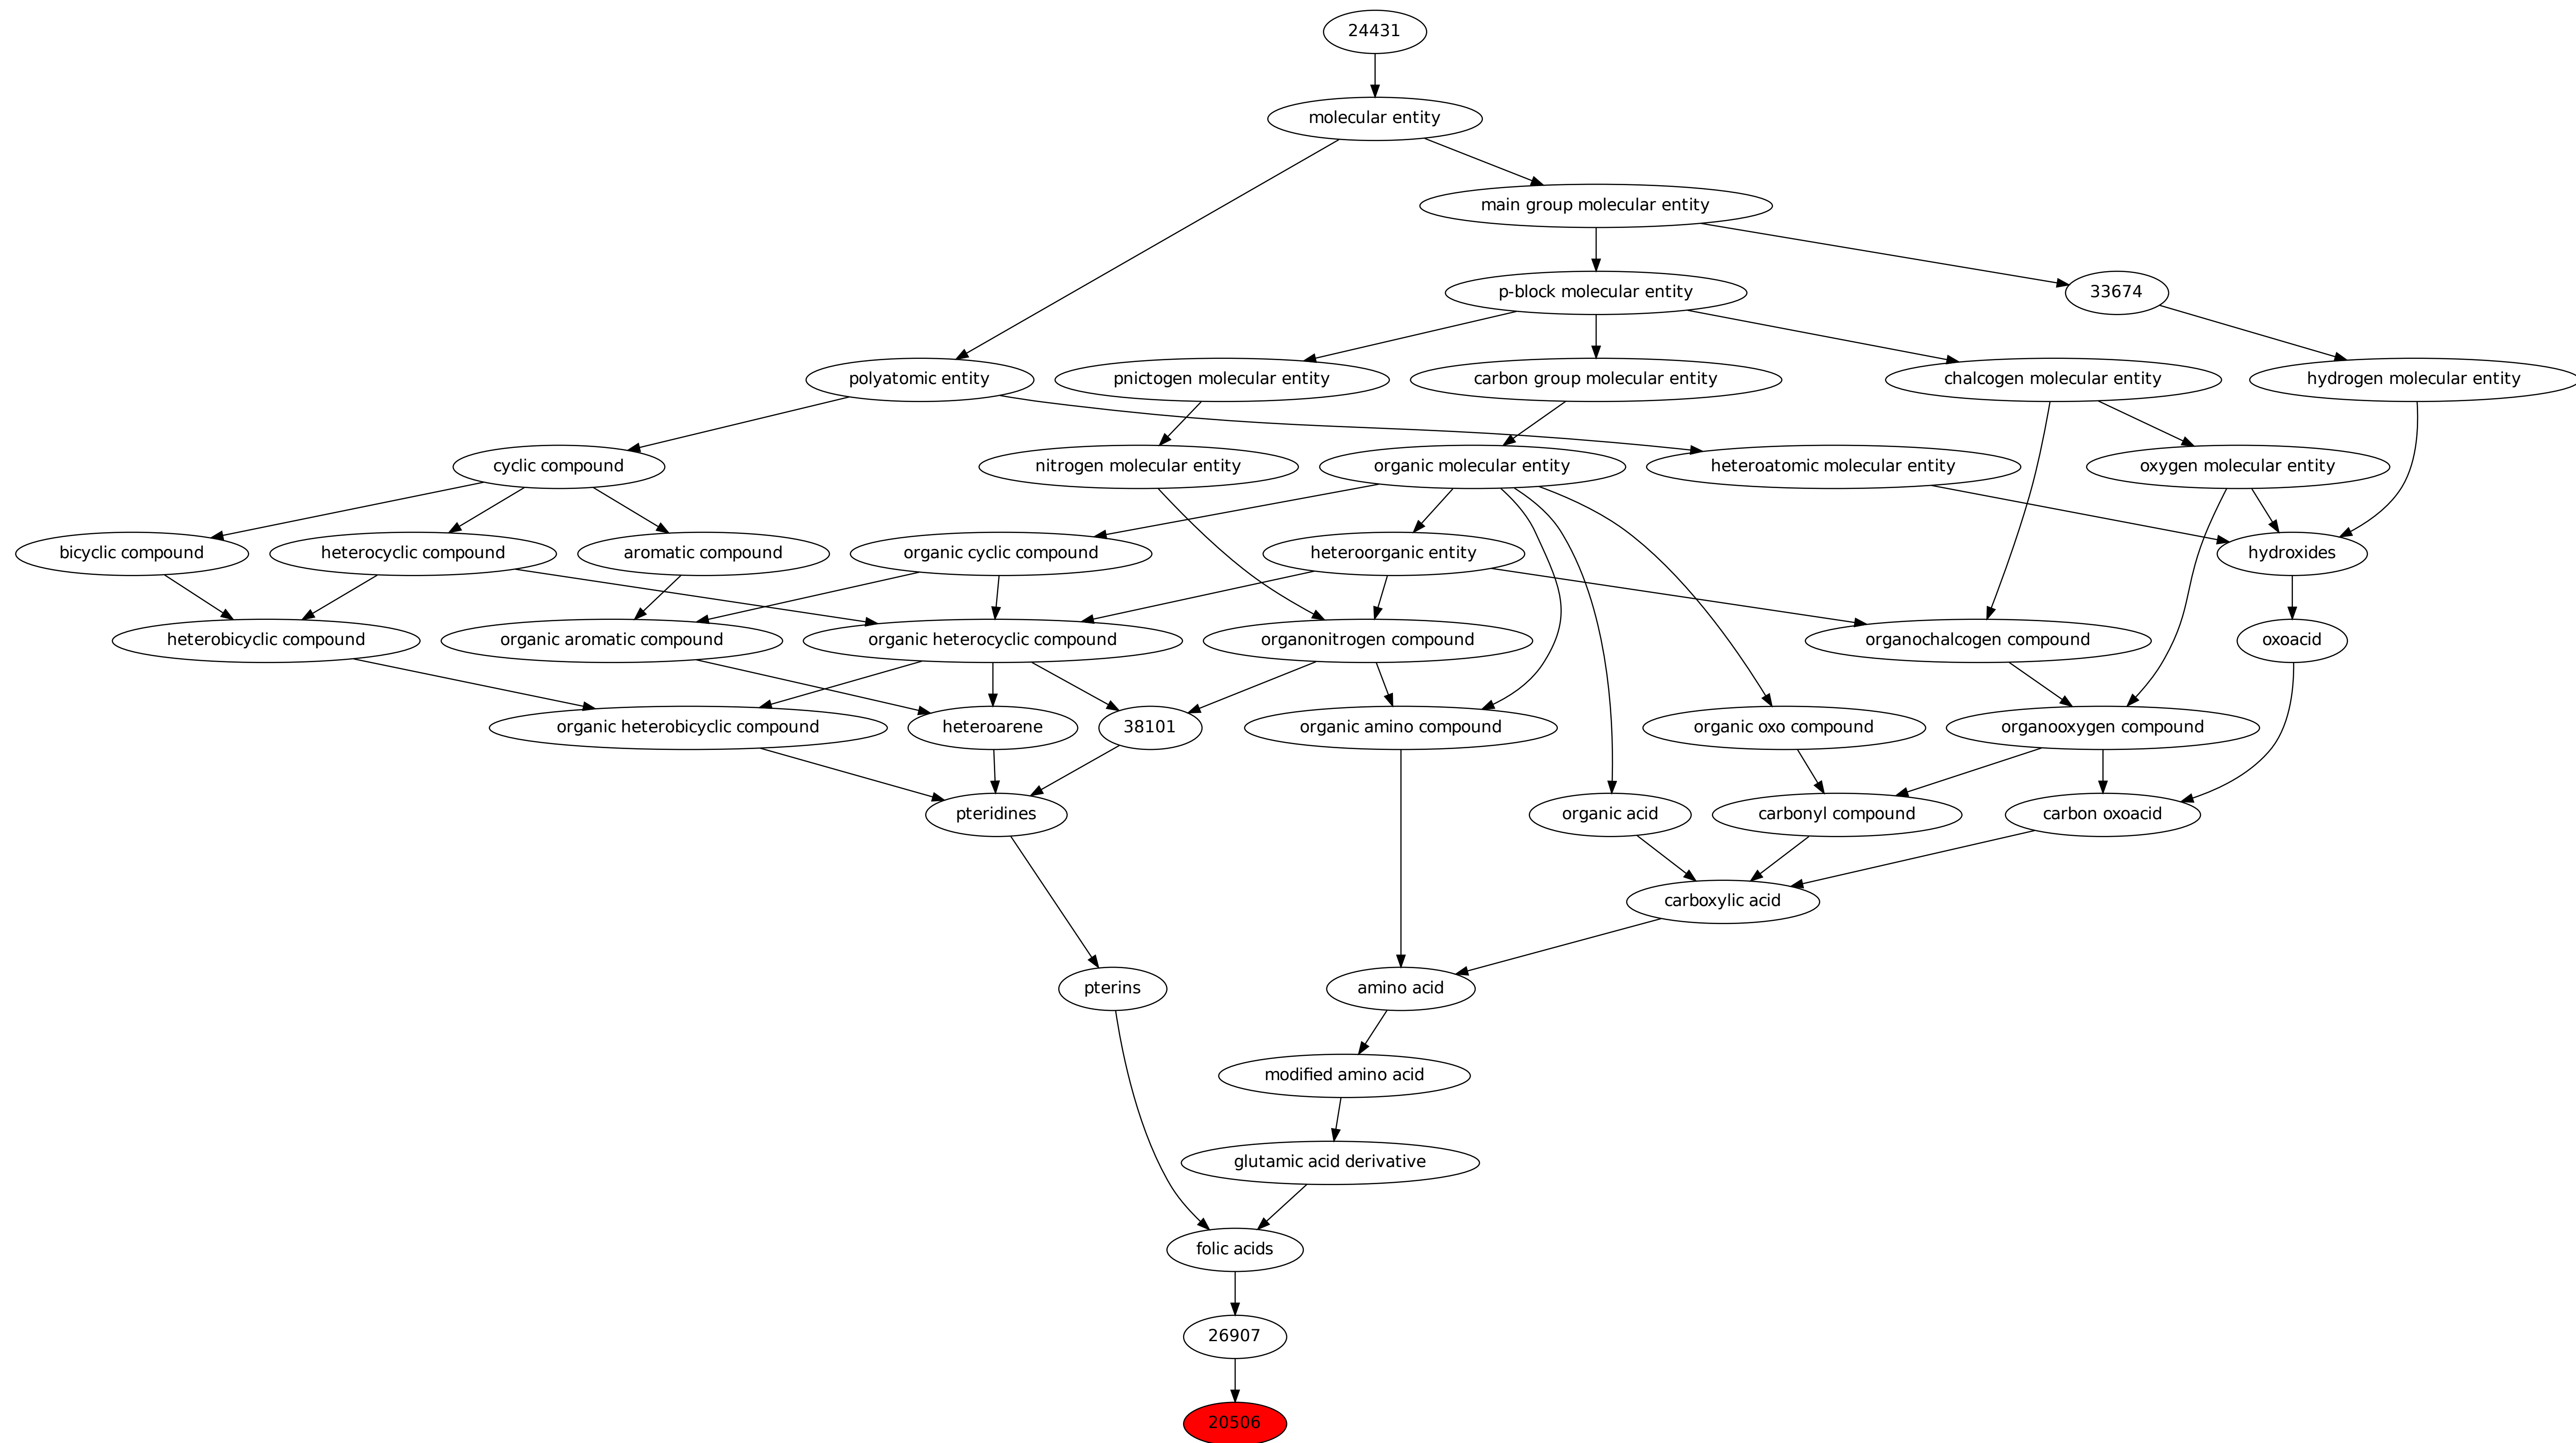 24431
molecular entity
main group molecular entity
p-block molecular entity
33674
polyatomic entity
pnictogen molecular entity
carbon group molecular entity
chalcogen molecular entity
hydrogen molecular entity
cyclic compound
nitrogen molecular entity
organic molecular entity
heteroatomic molecular entity
oxygen molecular entity
bicyclic compound
heterocyclic compound
aromatic compound
organic cyclic compound
heteroorganic entity
hydroxides
heterobicyclic compound
organic aromatic compound
organic heterocyclic compound
organonitrogen compound
organochalcogen compound
oxoacid
organic heterobicyclic compound
heteroarene
38101
organic amino compound
organic oxo compound
organooxygen compound
pteridines
organic acid
carbonyl compound
carbon oxoacid
carboxylic acid
pterins
amino acid
modified amino acid
glutamic acid derivative
folic acids
26907
20506